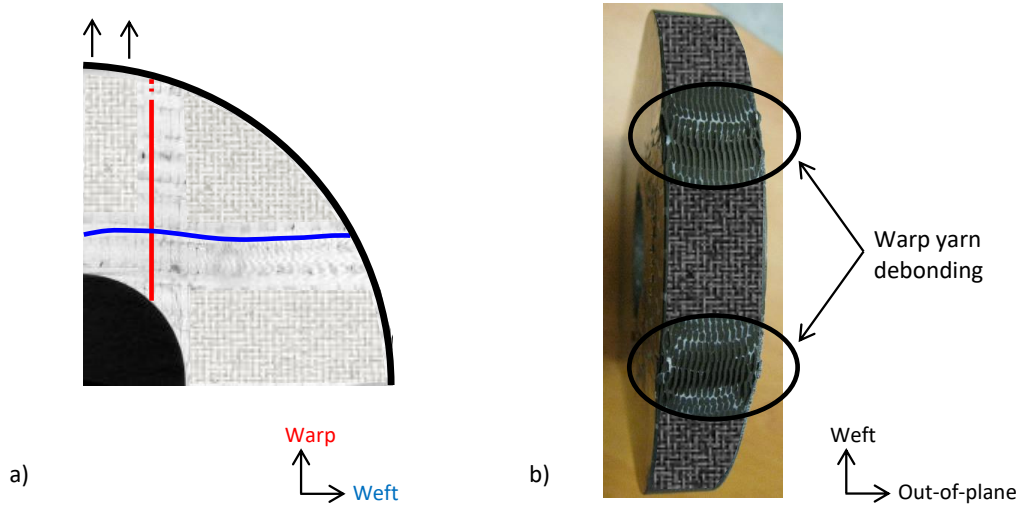 Warp
Weft
a)
Warp yarn
debonding
Weft
Out-of-plane
b)